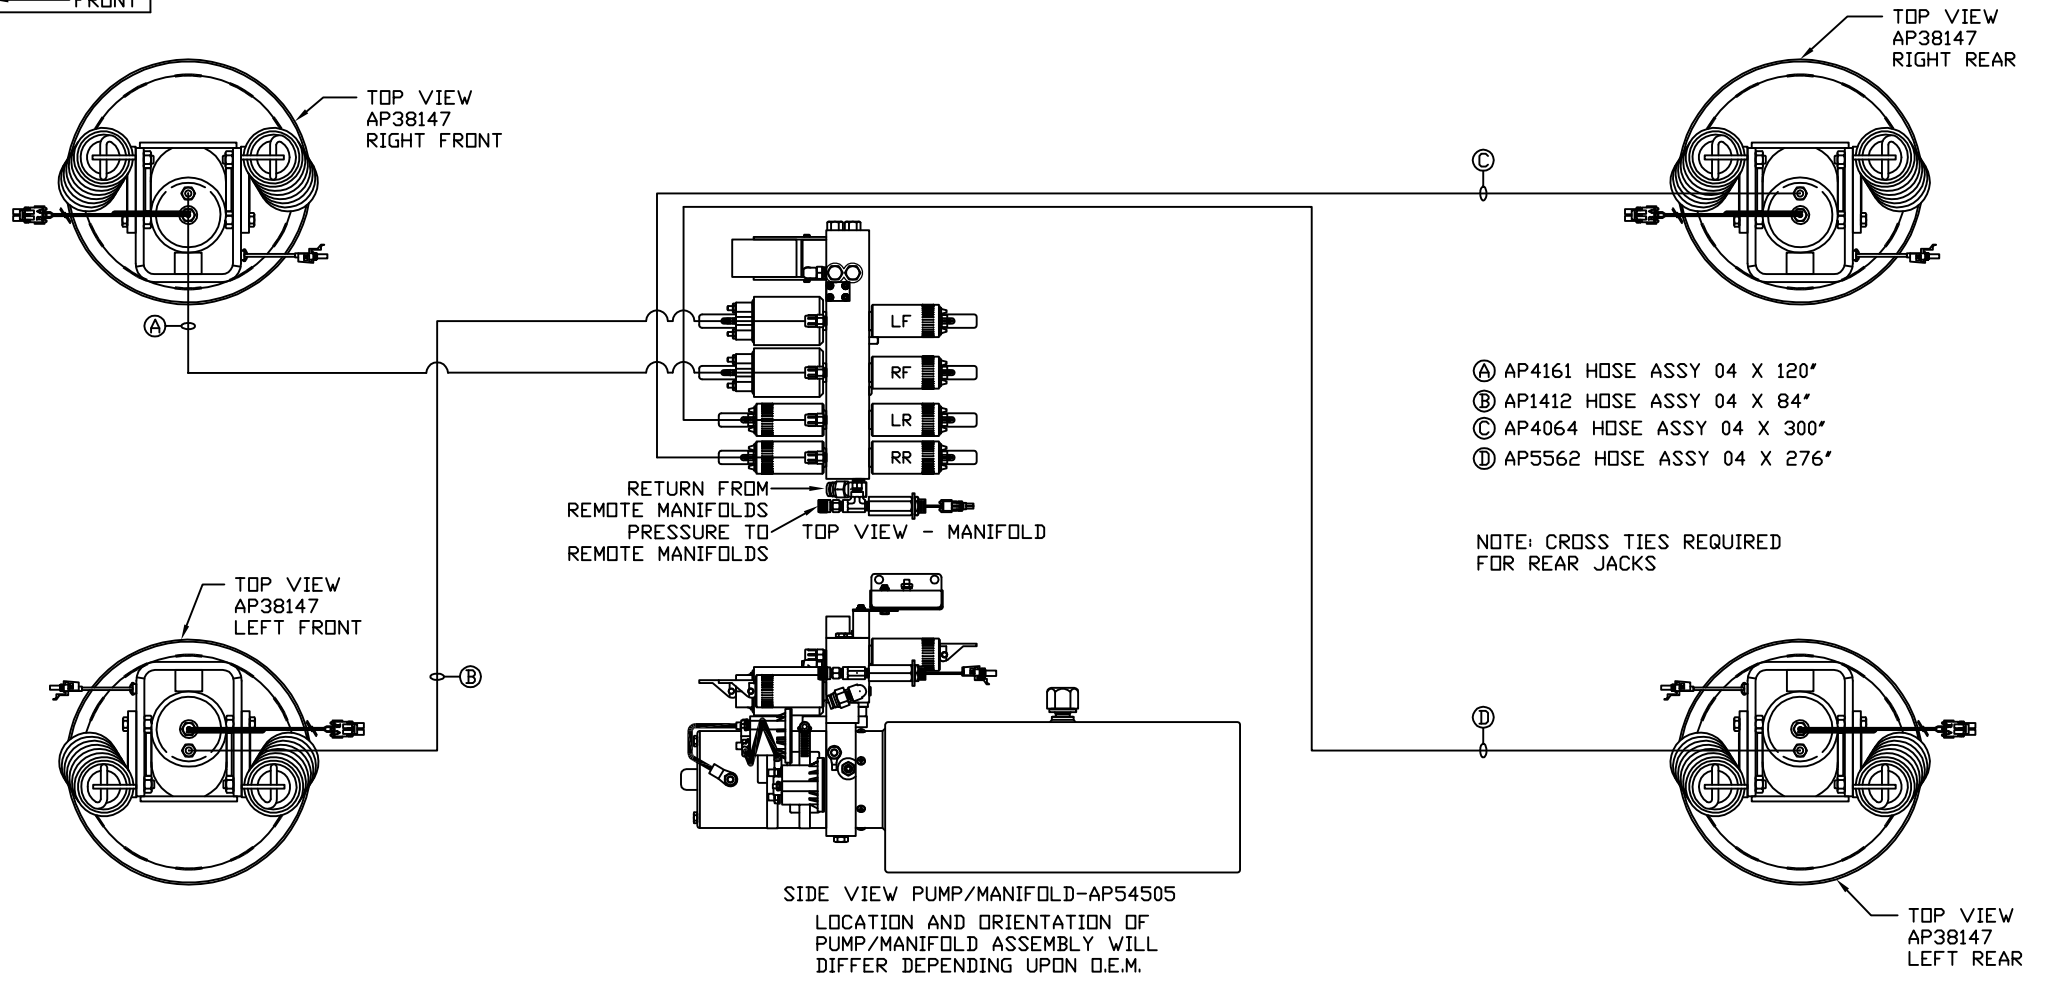 FRONT
TOP VIEW
AP38147
RIGHT FRONT
TOP VIEW
AP38147
RIGHT REAR
C
A
LF
RF
LR
RR
RETURN FROM
REMOTE MANIFOLDS
PRESSURE TO
REMOTE MANIFOLDS
TOP VIEW - MANIFOLD
A AP4161 HOSE ASSY 04 X 120"
B AP1412 HOSE ASSY 04 X 84"
C AP4064 HOSE ASSY 04 X 300"
D AP5562 HOSE ASSY 04 X 276"
NOTE: CROSS TIES REQUIRED
FOR REAR JACKS
TOP VIEW
AP38147
LEFT FRONT
B
D
SIDE VIEW PUMP/MANIFOLD-AP54505
LOCATION AND ORIENTATION OF
PUMP/MANIFOLD ASSEMBLY WILL
DIFFER DEPENDING UPON O.E.M.
TOP VIEW
AP38147
LEFT REAR